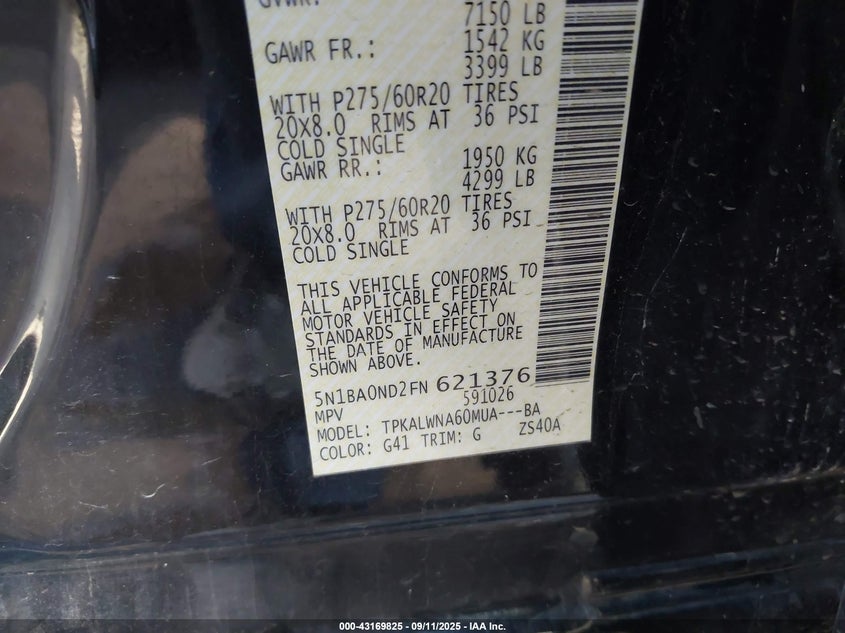 GVWR:
7150 LB
GAWR FR.: 1542 KG
3399 LB
WITH P275/60R20 TIRES
20X8.0 RIMS AT 36 PSI
COLD SINGLE
GAWR RR.: 1950 KG
4299 LB
WITH P275/60R20 TIRES
20X8.0 RIMS AT 36 PSI
COLD SINGLE
THIS VEHICLE CONFORMS TO
ALL APPLICABLE FEDERAL
MOTOR VEHICLE SAFETY
STANDARDS IN EFFECT ON
THE DATE OF MANUFACTURE
SHOWN ABOVE.
5N1BA0ND2FN 621376
MPV 591026
MODEL: TPKALWNA60MUA---BA
COLOR: G41 TRIM: G ZS40A
000-43169825 - 09/11/2025 - IAA Inc.